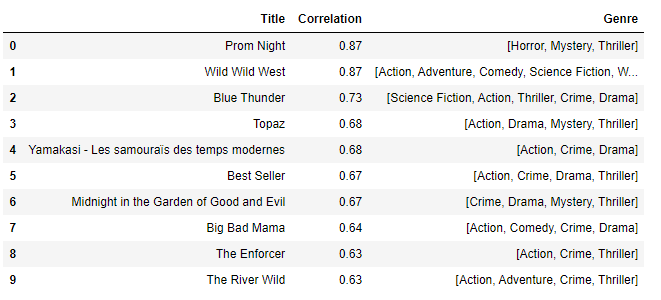 Title Correlation Genre
0 Prom Night 0.87 [Horror, Mystery, Thriller]
1 Wild Wild West 0.87 [Action, Adventure, Comedy, Science Fiction, W...
2 Blue Thunder 0.73 [Science Fiction, Action, Thriller, Crime, Drama]
3 Topaz 0.68 [Action, Drama, Mystery, Thriller]
4 Yamakasi - Les samouraïs des temps modernes 0.68 [Action, Crime, Drama]
5 Best Seller 0.67 [Action, Crime, Drama, Thriller]
6 Midnight in the Garden of Good and Evil 0.67 [Crime, Drama, Mystery, Thriller]
7 Big Bad Mama 0.64 [Action, Comedy, Crime, Drama]
8 The Enforcer 0.63 [Action, Crime, Thriller]
9 The River Wild 0.63 [Action, Adventure, Crime, Thriller]